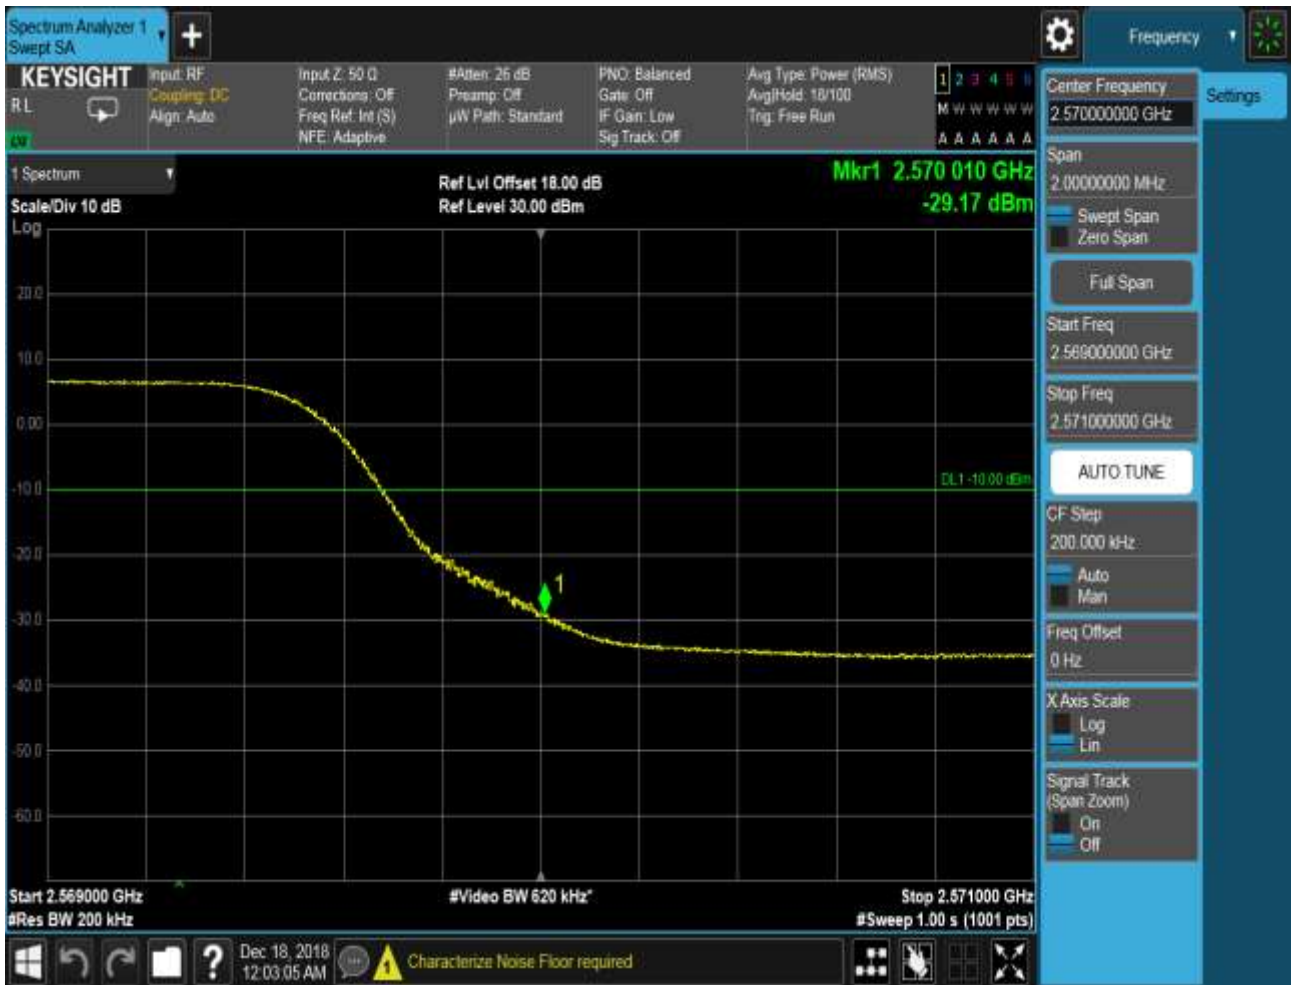 Spectrum Analyzer 1
Swept SA
+
Frequency
KEYSIGHT
RL
Input: RF
Coupling: DC
Align: Auto
Input Z: 50 Ω
Corrections: Off
Freq Ref: Int (S)
NFE: Adaptive
#Atten: 26 dB
Preamp: Off
µW Path: Standard
PNO: Balanced
Gate: Off
IF Gain: Low
Sig Track: Off
Avg Type: Power (RMS)
Avg|Hold: 18/100
Trig: Free Run
1 2 3 4 5 6
M W W W W W
A A A A A A
1 Spectrum
Scale/Div 10 dB
Log
Ref Lvl Offset 18.00 dB
Ref Level 30.00 dBm
Mkr1 2.570 010 GHz
-29.17 dBm
20.0
10.0
0.00
-10.0
-20.0
-30.0
-40.0
-50.0
-60.0
DL1 -10.00 dBm
1
Start 2.569000 GHz
#Res BW 200 kHz
#Video BW 620 kHz*
Stop 2.571000 GHz
#Sweep 1.00 s (1001 pts)
Center Frequency
2.570000000 GHz
Settings
Span
2.00000000 MHz
Swept Span
Zero Span
Full Span
Start Freq
2.569000000 GHz
Stop Freq
2.571000000 GHz
AUTO TUNE
CF Step
200.000 kHz
Auto
Man
Freq Offset
0 Hz
X Axis Scale
Log
Lin
Signal Track
(Span Zoom)
On
Off
?
Dec 18, 2018
12:03:05 AM
1
Characterize Noise Floor required